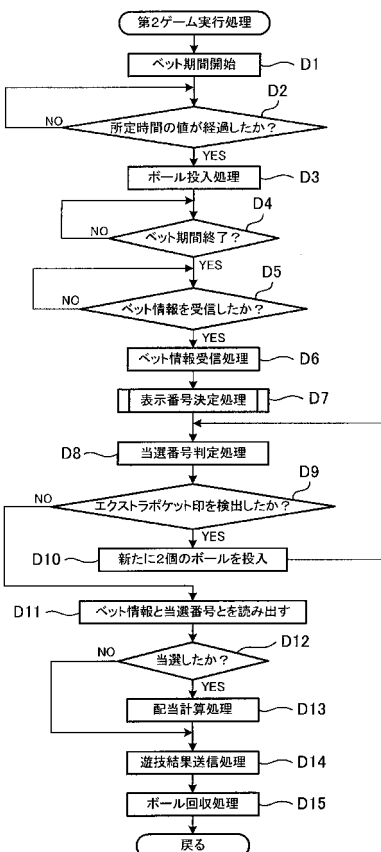 第2ゲーム実行処理
ベット期間開始 D1
D2
所定時間の値が経過したか?
NO
YES
ボール投入処理 D3
D4
ベット期間終了?
NO
YES
D5
ベット情報を受信したか?
NO
YES
ベット情報受信処理 D6
表示番号決定処理 D7
D8 当選番号判定処理
D9
NO
エクストラポケット印を検出したか?
YES
D10 新たに2個のボールを投入
D11 ベット情報と当選番号とを読み出す
D12
NO 当選したか?
YES
配当計算処理 D13
遊技結果送信処理 D14
ボール回収処理 D15
戻る